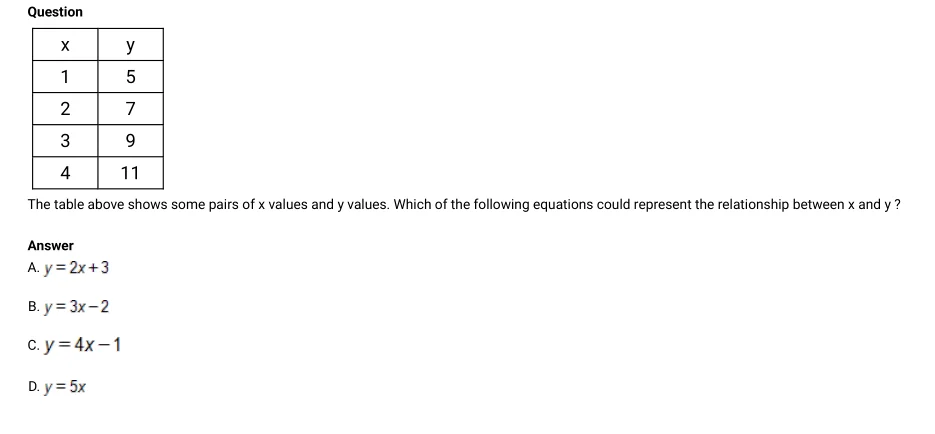 Question
x y
1 5
2 7
3 9
4 11
The table above shows some pairs of x values and y values. Which of the following equations could represent the relationship between x and y ?
Answer
A. y = 2x + 3
B. y = 3x − 2
C. y = 4x − 1
D. y = 5x